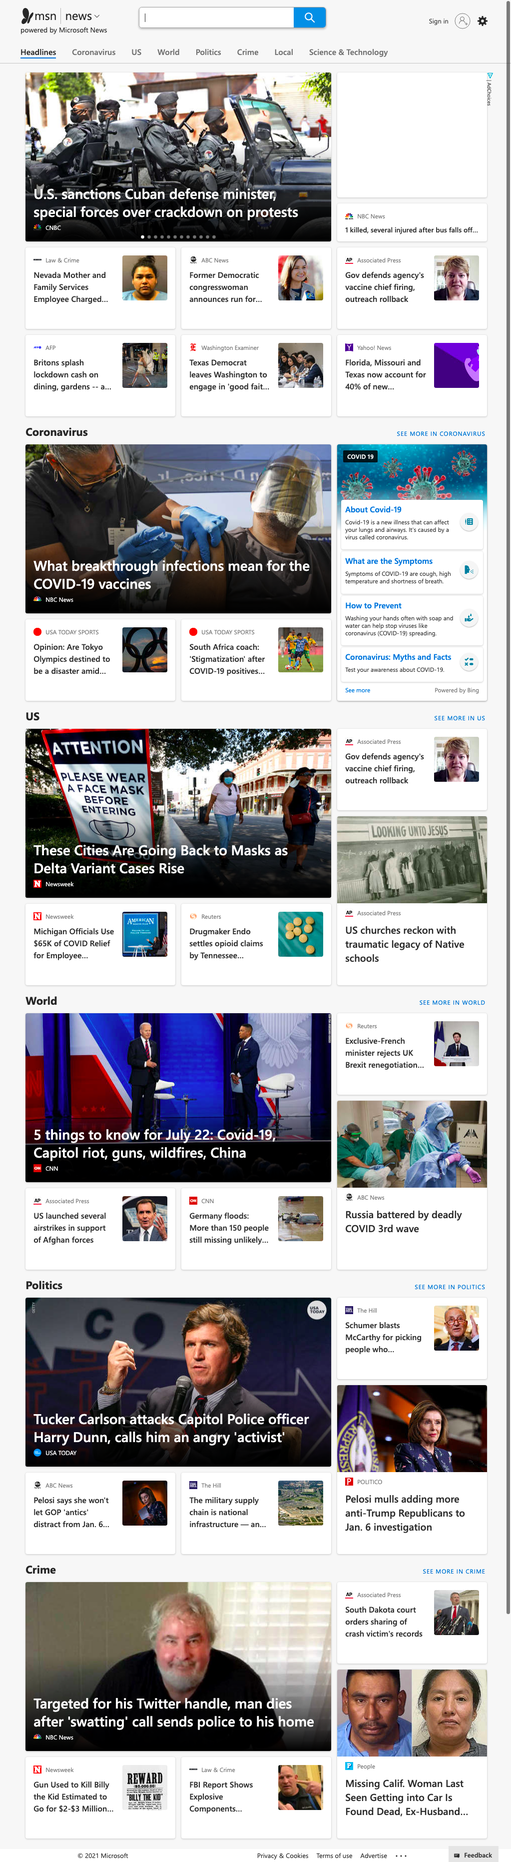 msn | news
powered by Microsoft News
Sign in
Headlines
Coronavirus
US
World
Politics
Crime
Local
Science & Technology
AdChoices
U.S. sanctions Cuban defense minister,
special forces over crackdown on protests
CNBC
NBC News
1 killed, several injured after bus falls off...
Law & Crime
Nevada Mother and
Family Services
Employee Charged...
ABC News
Former Democratic
congresswoman
announces run for...
Associated Press
Gov defends agency's
vaccine chief firing,
outreach rollback
AFP
Britons splash
lockdown cash on
dining, gardens -- a...
Washington Examiner
Texas Democrat
leaves Washington to
engage in 'good fait...
Yahoo! News
Florida, Missouri and
Texas now account for
40% of new...
Coronavirus
SEE MORE IN CORONAVIRUS
What breakthrough infections mean for the
COVID-19 vaccines
NBC News
COVID 19
About Covid-19
Covid-19 is a new illness that can affect
your lungs and airways. It's caused by a
virus called coronavirus.
What are the Symptoms
Symptoms of COVID-19 are cough, high
temperature and shortness of breath.
How to Prevent
Washing your hands often with soap and
water can help stop viruses like
coronavirus (COVID-19) spreading.
Coronavirus: Myths and Facts
Test your awareness about COVID-19.
See more
Powered by Bing
USA TODAY SPORTS
Opinion: Are Tokyo
Olympics destined to
be a disaster amid...
USA TODAY SPORTS
South Africa coach:
'Stigmatization' after
COVID-19 positives...
US
SEE MORE IN US
ATTENTION
PLEASE WEAR
A FACE MASK
BEFORE
ENTERING
These Cities Are Going Back to Masks as
Delta Variant Cases Rise
Newsweek
AP
Associated Press
Gov defends agency's
vaccine chief firing,
outreach rollback
LOOKING UNTO JESUS
AP
Associated Press
US churches reckon with
traumatic legacy of Native
schools
Newsweek
Michigan Officials Use
$65K of COVID Relief
for Employee...
Reuters
Drugmaker Endo
settles opioid claims
by Tennessee...
World
SEE MORE IN WORLD
5 things to know for July 22: Covid-19,
Capitol riot, guns, wildfires, China
CNN
Reuters
Exclusive-French
minister rejects UK
Brexit renegotiation...
ABC News
Russia battered by deadly
COVID 3rd wave
AP
Associated Press
US launched several
airstrikes in support
of Afghan forces
CNN
Germany floods:
More than 150 people
still missing unlikely...
Politics
SEE MORE IN POLITICS
USA
TODAY
Tucker Carlson attacks Capitol Police officer
Harry Dunn, calls him an angry 'activist'
USA TODAY
The Hill
Schumer blasts
McCarthy for picking
people who...
POLITICO
Pelosi mulls adding more
anti-Trump Republicans to
Jan. 6 investigation
ABC News
Pelosi says she won't
let GOP 'antics'
distract from Jan. 6...
The Hill
The military supply
chain is national
infrastructure — an...
Crime
SEE MORE IN CRIME
Targeted for his Twitter handle, man dies
after 'swatting' call sends police to his home
NBC News
AP
Associated Press
South Dakota court
orders sharing of
crash victim's records
People
Missing Calif. Woman Last
Seen Getting into Car Is
Found Dead, Ex-Husband...
Newsweek
Gun Used to Kill Billy
the Kid Estimated to
Go for $2-$3 Million...
REWARD
"BILLY THE KID"
Law & Crime
FBI Report Shows
Explosive
Components...
© 2021 Microsoft
Privacy & Cookies
Terms of use
Advertise
...
Feedback